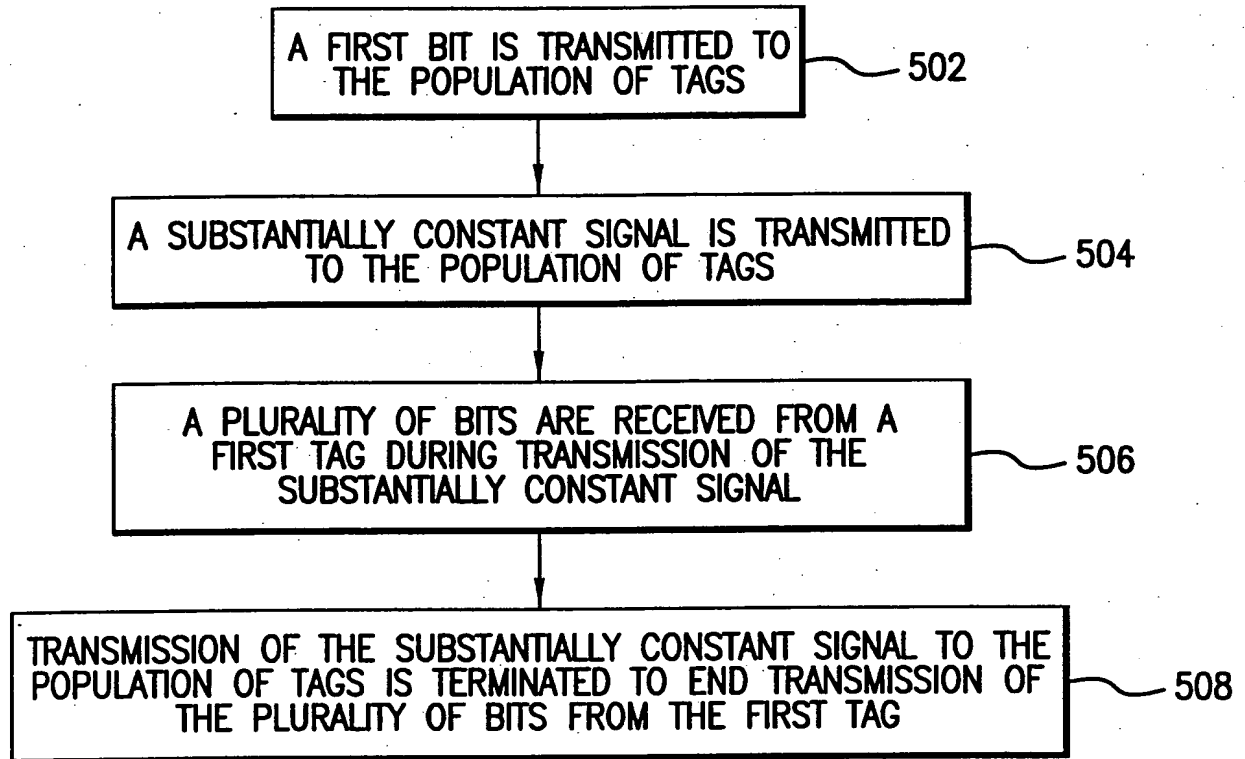 A FIRST BIT IS TRANSMITTED TO
THE POPULATION OF TAGS
502
A SUBSTANTIALLY CONSTANT SIGNAL IS TRANSMITTED
TO THE POPULATION OF TAGS
504
A PLURALITY OF BITS ARE RECEIVED FROM A
FIRST TAG DURING TRANSMISSION OF THE
SUBSTANTIALLY CONSTANT SIGNAL
506
TRANSMISSION OF THE SUBSTANTIALLY CONSTANT SIGNAL TO THE
POPULATION OF TAGS IS TERMINATED TO END TRANSMISSION OF
THE PLURALITY OF BITS FROM THE FIRST TAG
508